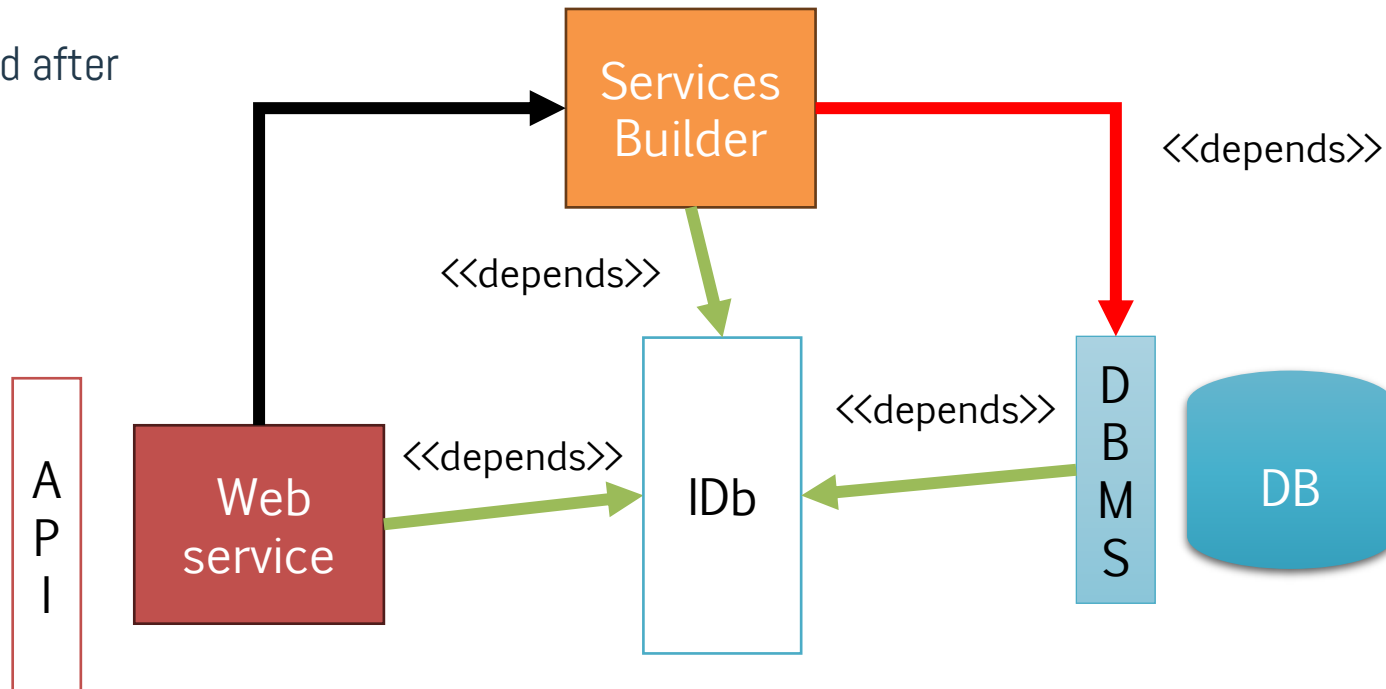 d after
Services
Builder
<<depends>>
<<depends>>
<<depends>>
<<depends>>
A
P
I
Web
service
IDb
D
B
M
S
DB